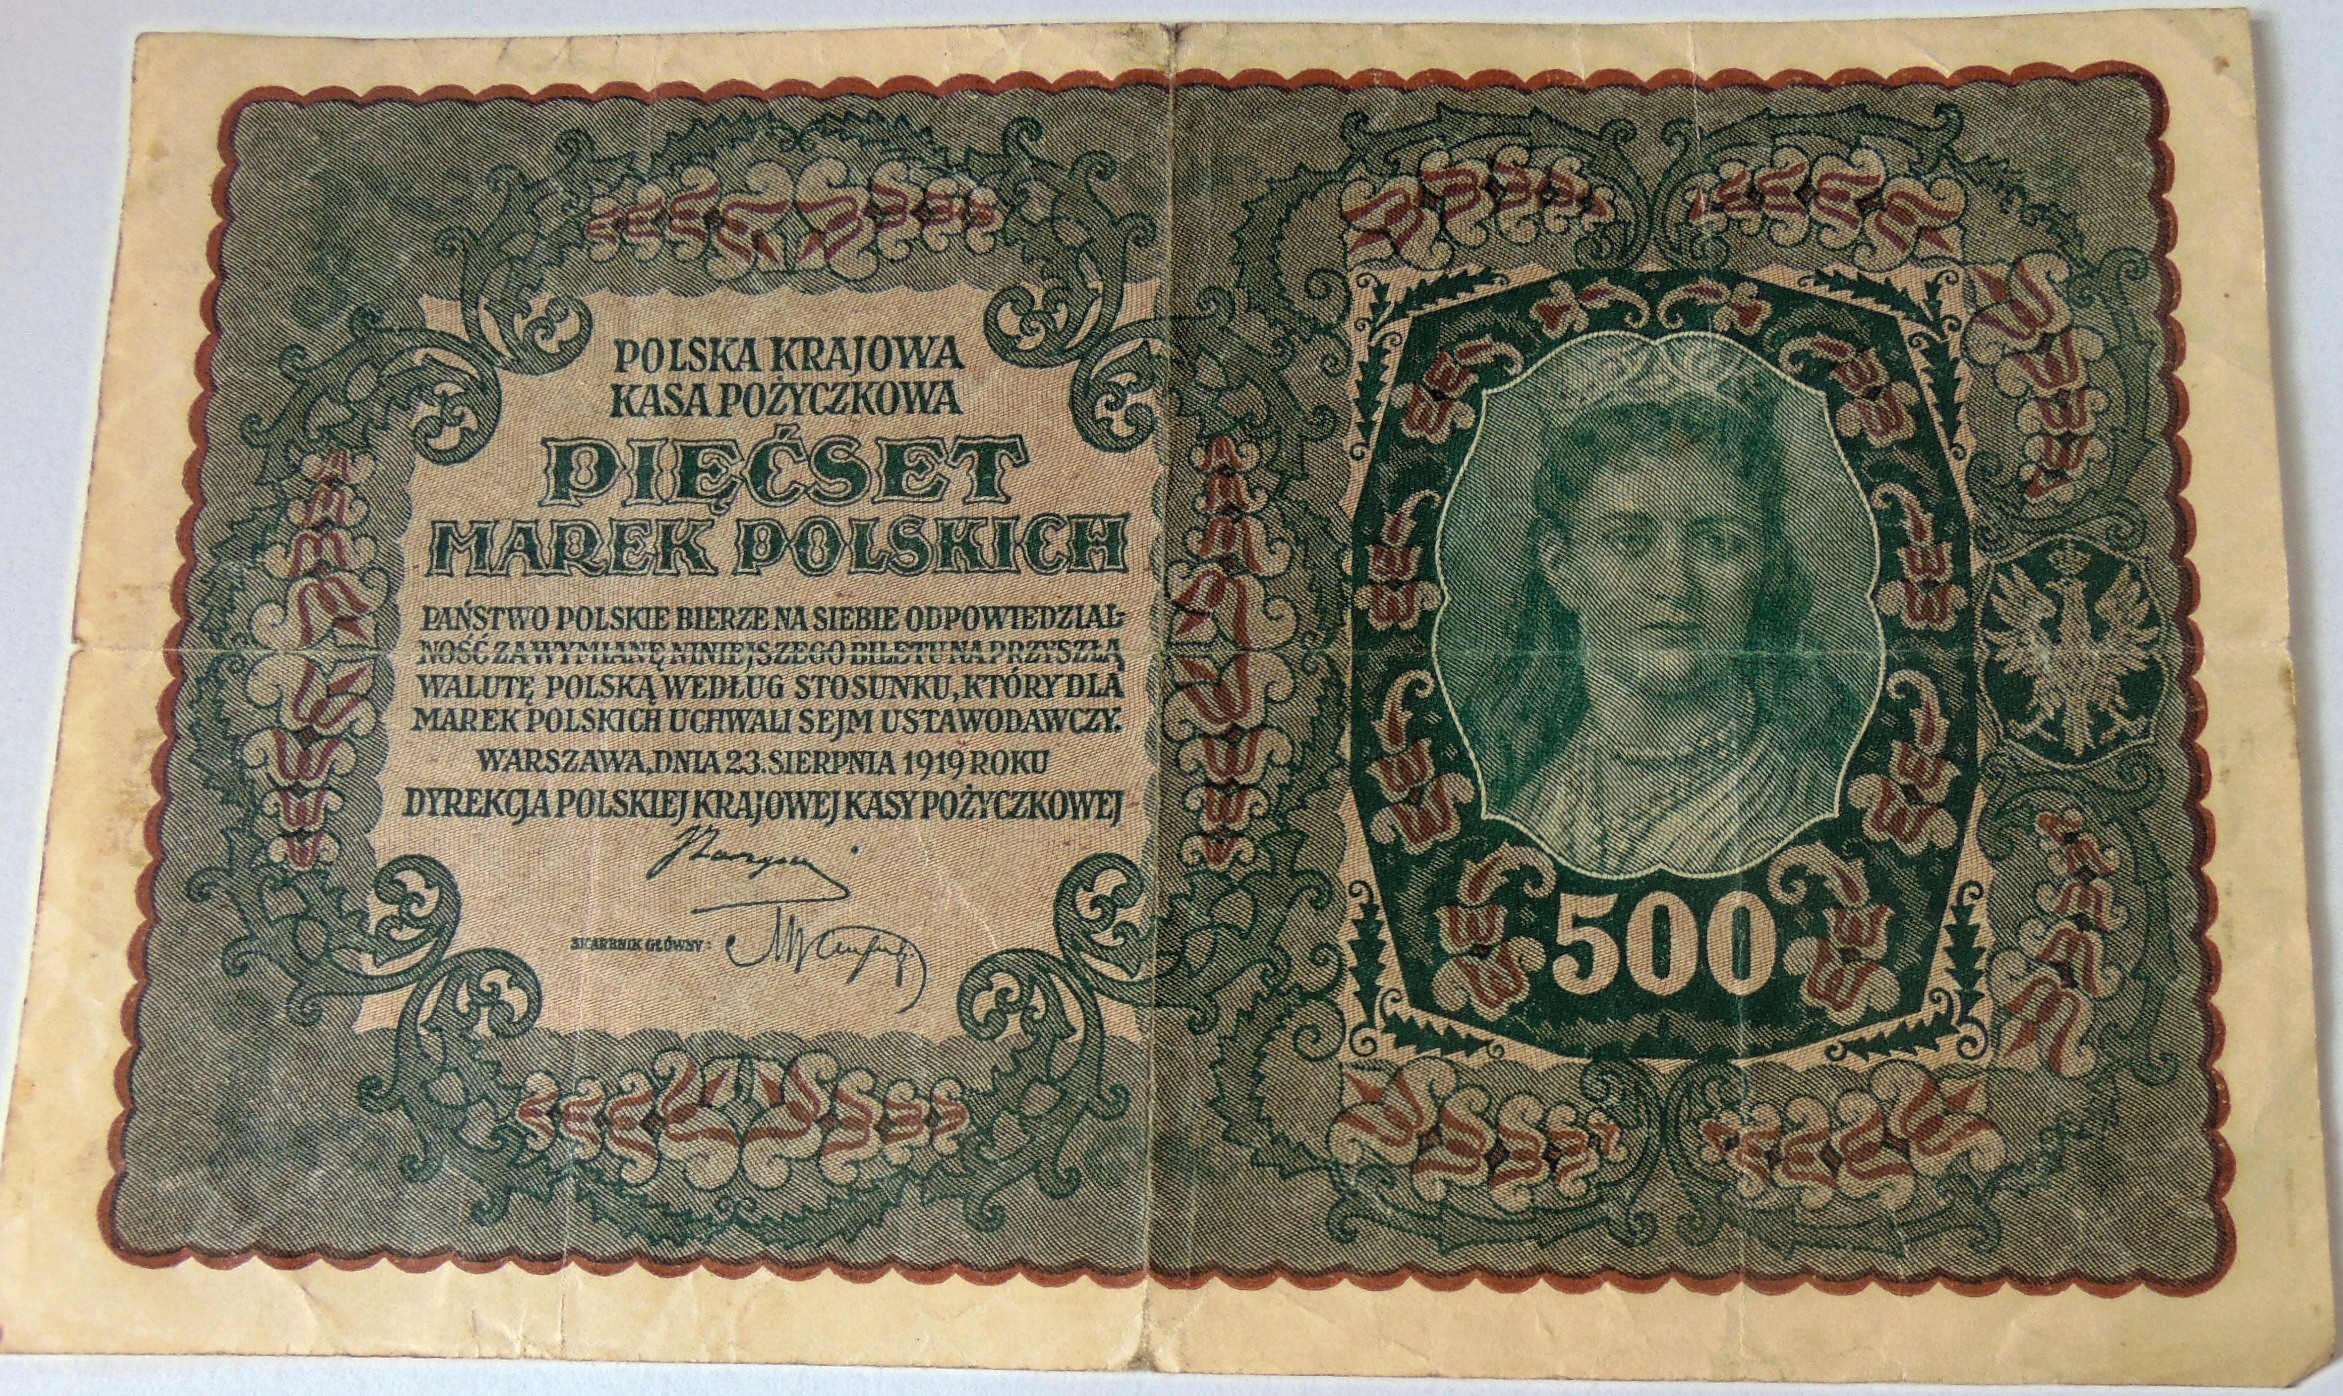 POLSKA KRAJOWA
KASA POŻYCZKOWA
PIĘĆSET
MAREK POLSKICH
PAŃSTWO POLSKIE BIERZE NA SIEBIE ODPOWIEDZIAL-
NOŚĆ ZA WYMIANĘ NINIEJSZEGO BILETU NA PRZYSZŁĄ
WALUTĘ POLSKĄ WEDŁUG STOSUNKU, KTÓRY DLA
MAREK POLSKICH UCHWALI SEJM USTAWODAWCZY.
WARSZAWA, DNIA 23. SIERPNIA 1919 ROKU
DYREKCJA POLSKIEJ KRAJOWEJ KASY POŻYCZKOWEJ
SKARBNIK GŁÓWNY:
500